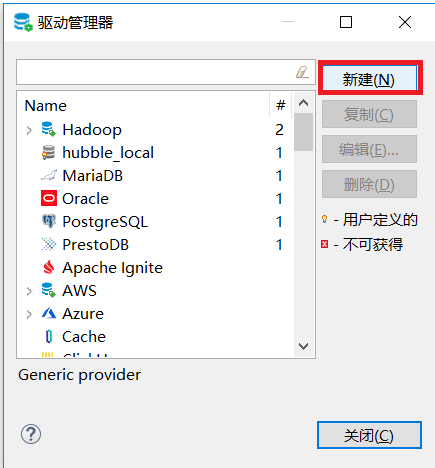 驱动管理器
新建(N)
Name #
Hadoop 2
复制(C)
hubble_local 1
编辑(E)...
MariaDB 1
删除(D)
Oracle 1
PostgreSQL 1
- 用户定义的
PrestoDB 1
- 不可获得
Apache Ignite
AWS
Azure
Cache
Generic provider
关闭(C)